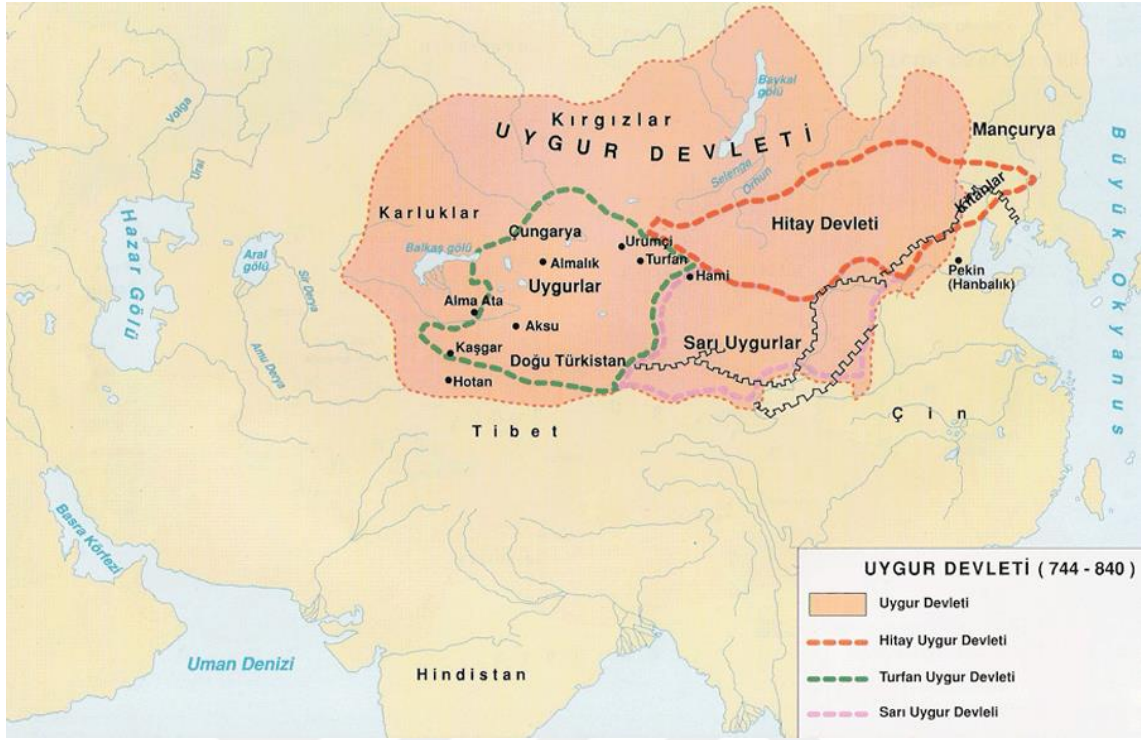 Baykal
gölü
Volga
Kırgızlar
UYGUR DEVLETİ
Mançurya
Ural
Selenge
Orhun
Kitanlar
Karluklar
Hitay Devleti
Hazar Gölü
Aral
gölü
Sir Derya
Balkaş gölü
Çungarya
Urumçi
Turfan
Almalık
Hami
Pekin
(Hanbalık)
Uygurlar
Alma Ata
Aksu
Sarı Uygurlar
Amu Derya
Kaşgar
Doğu Türkistan
Hotan
Büyük Okyanus
Çin
Tibet
Basra Körfezi
Uman Denizi
Hindistan
UYGUR DEVLETİ ( 744 - 840 )
Uygur Devleti
Hitay Uygur Devleti
Turfan Uygur Devleti
Sarı Uygur Devleli